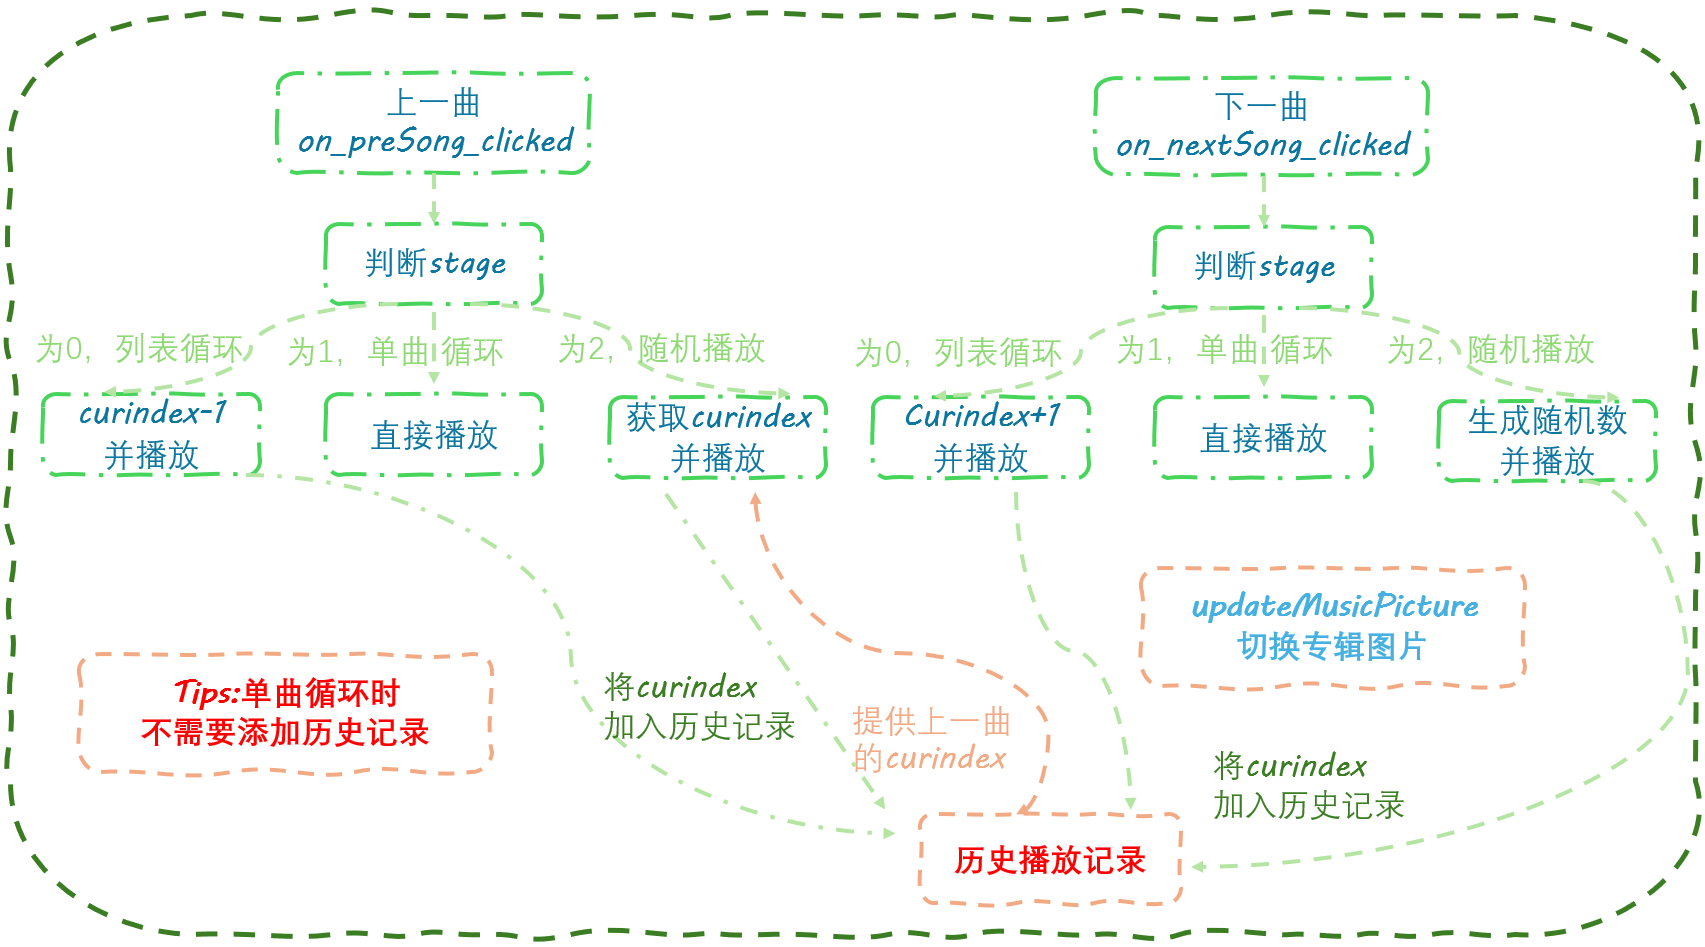 上一曲
on_preSong_clicked
判断stage
为0，列表循环
为1，单曲循环
为2，随机播放
curindex-1
并播放
直接播放
获取curindex
并播放
下一曲
on_nextSong_clicked
判断stage
为0，列表循环
为1，单曲循环
为2，随机播放
Curindex+1
并播放
直接播放
生成随机数
并播放
updateMusicPicture
切换专辑图片
Tips:单曲循环时
不需要添加历史记录
将curindex
加入历史记录
提供上一曲
的curindex
将curindex
加入历史记录
历史播放记录